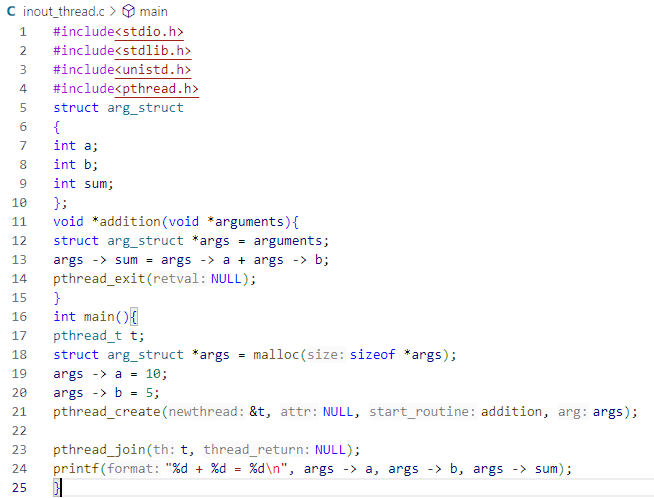 C inout_thread.c > main
1 #include<stdio.h>
2 #include<stdlib.h>
3 #include<unistd.h>
4 #include<pthread.h>
5 struct arg_struct
6 {
7 int a;
8 int b;
9 int sum;
10 };
11 void *addition(void *arguments){
12 struct arg_struct *args = arguments;
13 args -> sum = args -> a + args -> b;
14 pthread_exit(retval: NULL);
15 }
16 int main(){
17 pthread_t t;
18 struct arg_struct *args = malloc(size: sizeof *args);
19 args -> a = 10;
20 args -> b = 5;
21 pthread_create(newthread: &t, attr: NULL, start_routine: addition, arg: args);
22
23 pthread_join(th: t, thread_return: NULL);
24 printf(format: "%d + %d = %d\n", args -> a, args -> b, args -> sum);
25 }